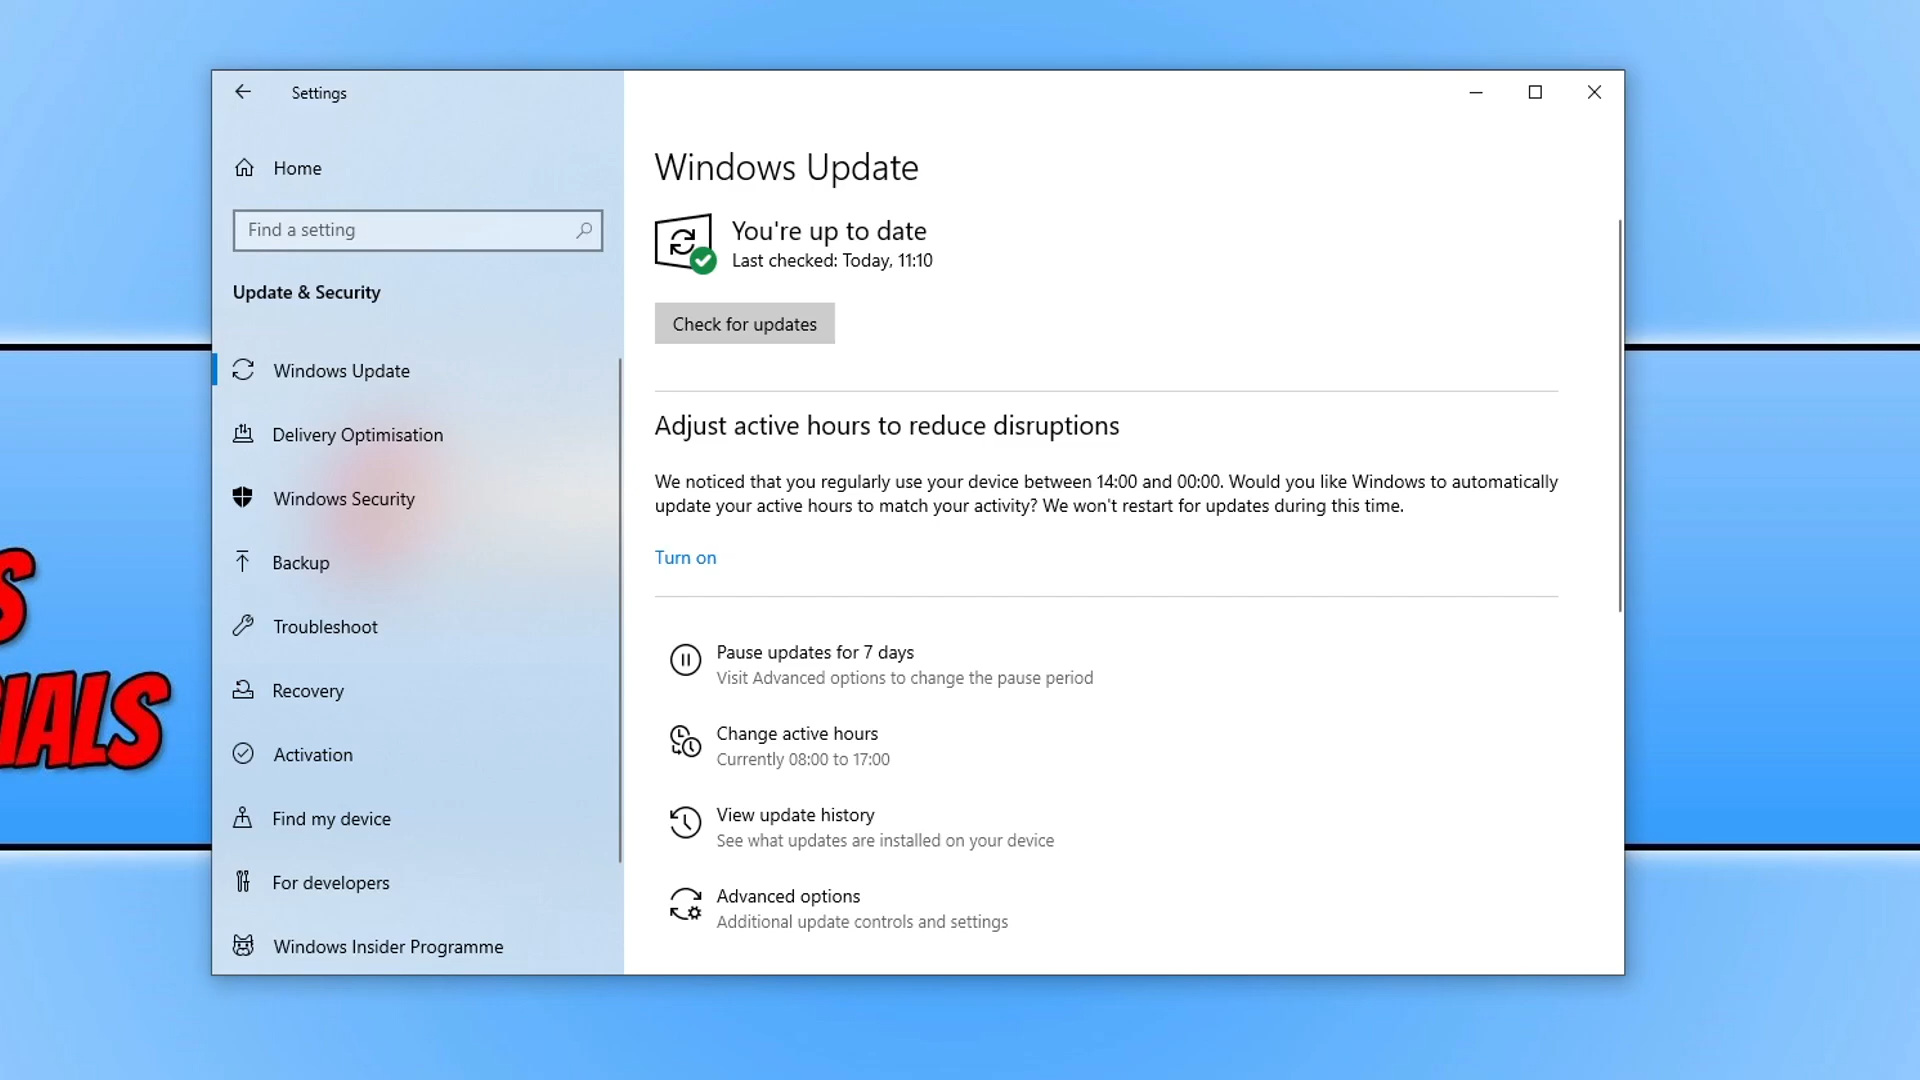 Settings
Home
Find a setting
Update & Security
Windows Update
Delivery Optimisation
Windows Security
Backup
Troubleshoot
Recovery
Activation
Find my device
For developers
Windows Insider Programme
Windows Update
You're up to date
Last checked: Today, 11:10
Check for updates
Adjust active hours to reduce disruptions
We noticed that you regularly use your device between 14:00 and 00:00. Would you like Windows to automatically
update your active hours to match your activity? We won't restart for updates during this time.
Turn on
Pause updates for 7 days
Visit Advanced options to change the pause period
Change active hours
Currently 08:00 to 17:00
View update history
See what updates are installed on your device
Advanced options
Additional update controls and settings
S
IALS